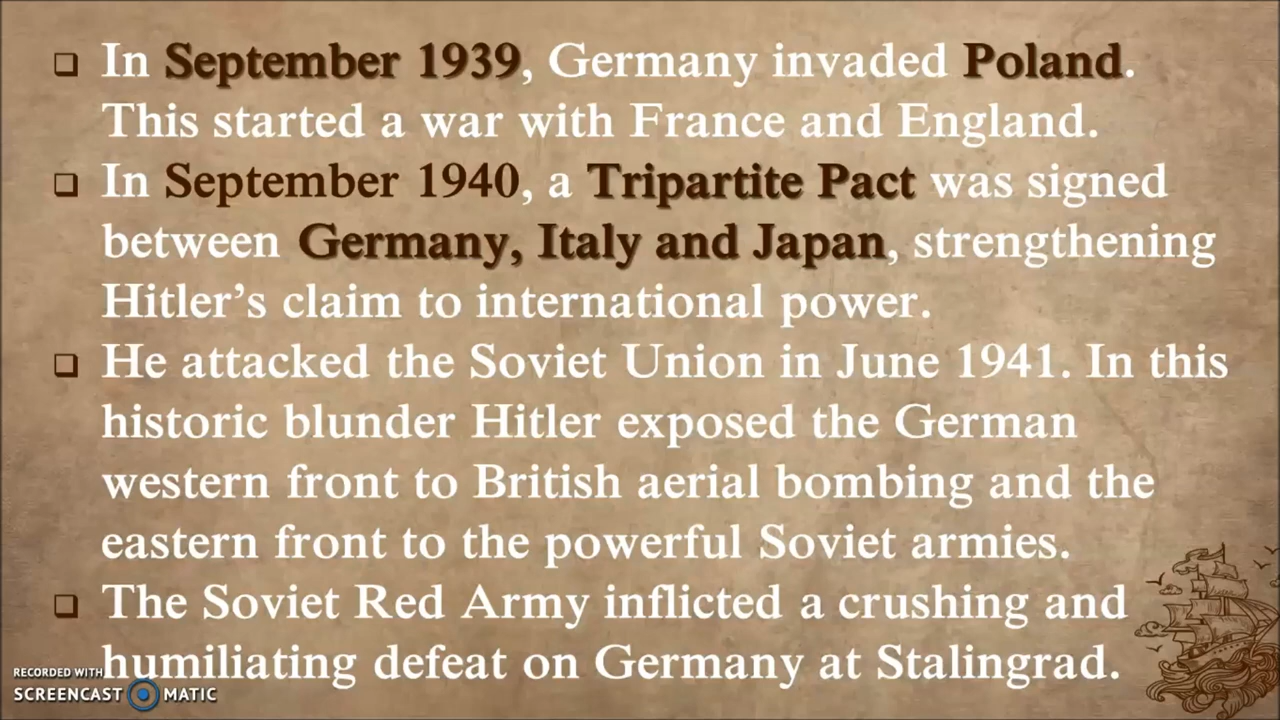 In September 1939, Germany invaded Poland.
This started a war with France and England.
In September 1940, a Tripartite Pact was signed
between Germany, Italy and Japan, strengthening
Hitler’s claim to international power.
He attacked the Soviet Union in June 1941. In this
historic blunder Hitler exposed the German
western front to British aerial bombing and the
eastern front to the powerful Soviet armies.
The Soviet Red Army inflicted a crushing and
humiliating defeat on Germany at Stalingrad.
RECORDED WITH
SCREENCAST MATIC